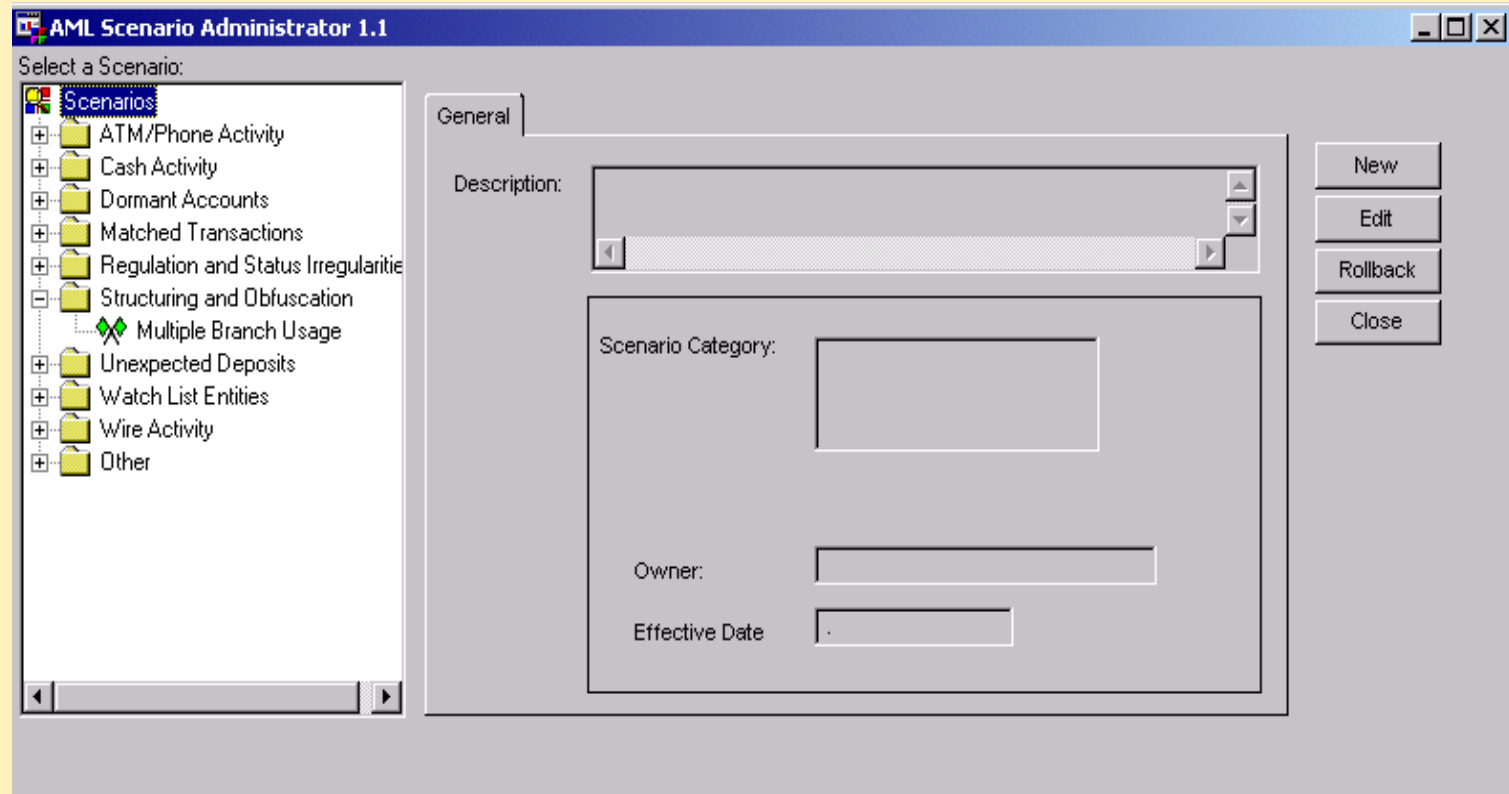 AML Scenario Administrator 1.1
Select a Scenario:
Scenarios
ATM/Phone Activity
Cash Activity
Dormant Accounts
Matched Transactions
Regulation and Status Irregularitie
Structuring and Obfuscation
Multiple Branch Usage
Unexpected Deposits
Watch List Entities
Wire Activity
Other
General
Description:
Scenario Category:
Owner:
Effective Date
.
New
Edit
Rollback
Close